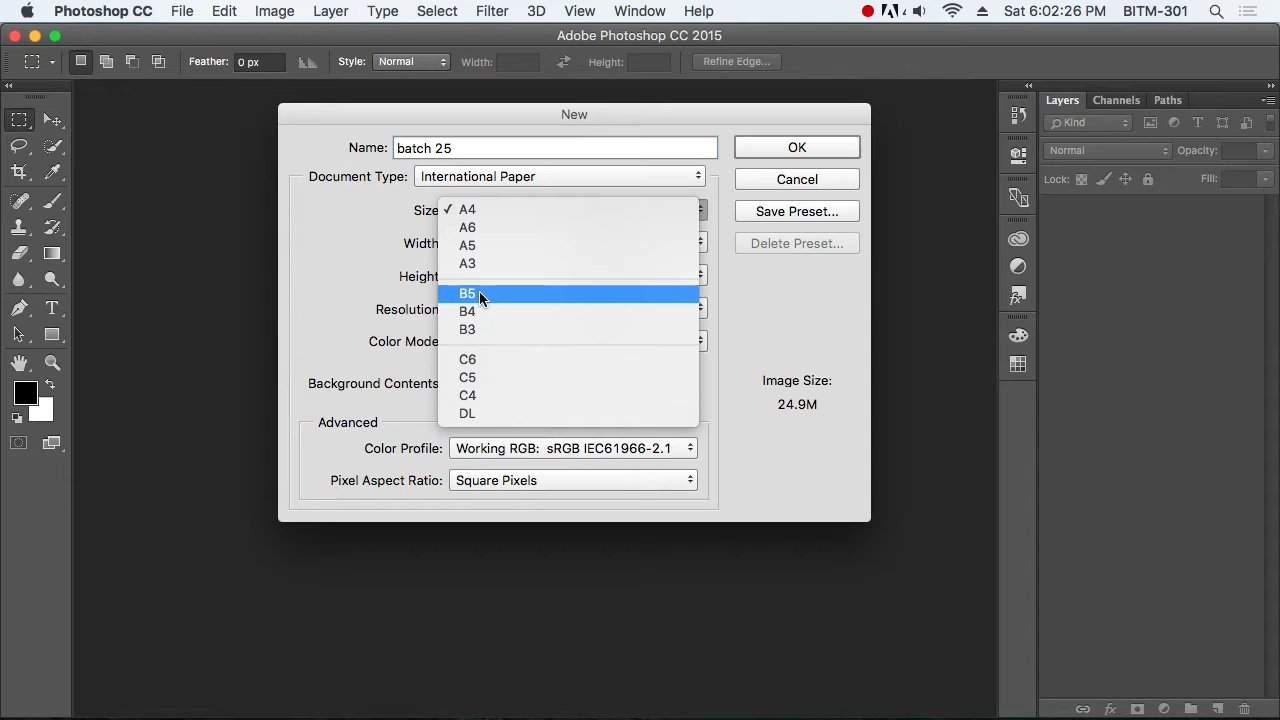 Photoshop CC File Edit Image Layer Type Select Filter 3D View Window Help Sat 6:02:26 PM BITM-301
Adobe Photoshop CC 2015
Feather: 0 px Style: Normal Width: Height: Refine Edge...
New
Name: batch 25 OK
Document Type: International Paper Cancel
Size A4 Save Preset...
A6
Width A5 Delete Preset...
A3
Height
B5
Resolution B4
B3
Color Mode
C6
C5
Background Contents C4
DL
Image Size:
24.9M
Advanced
Color Profile: Working RGB: sRGB IEC61966-2.1
Pixel Aspect Ratio: Square Pixels
Layers Channels Paths
Kind
Normal Opacity:
Lock: Fill: